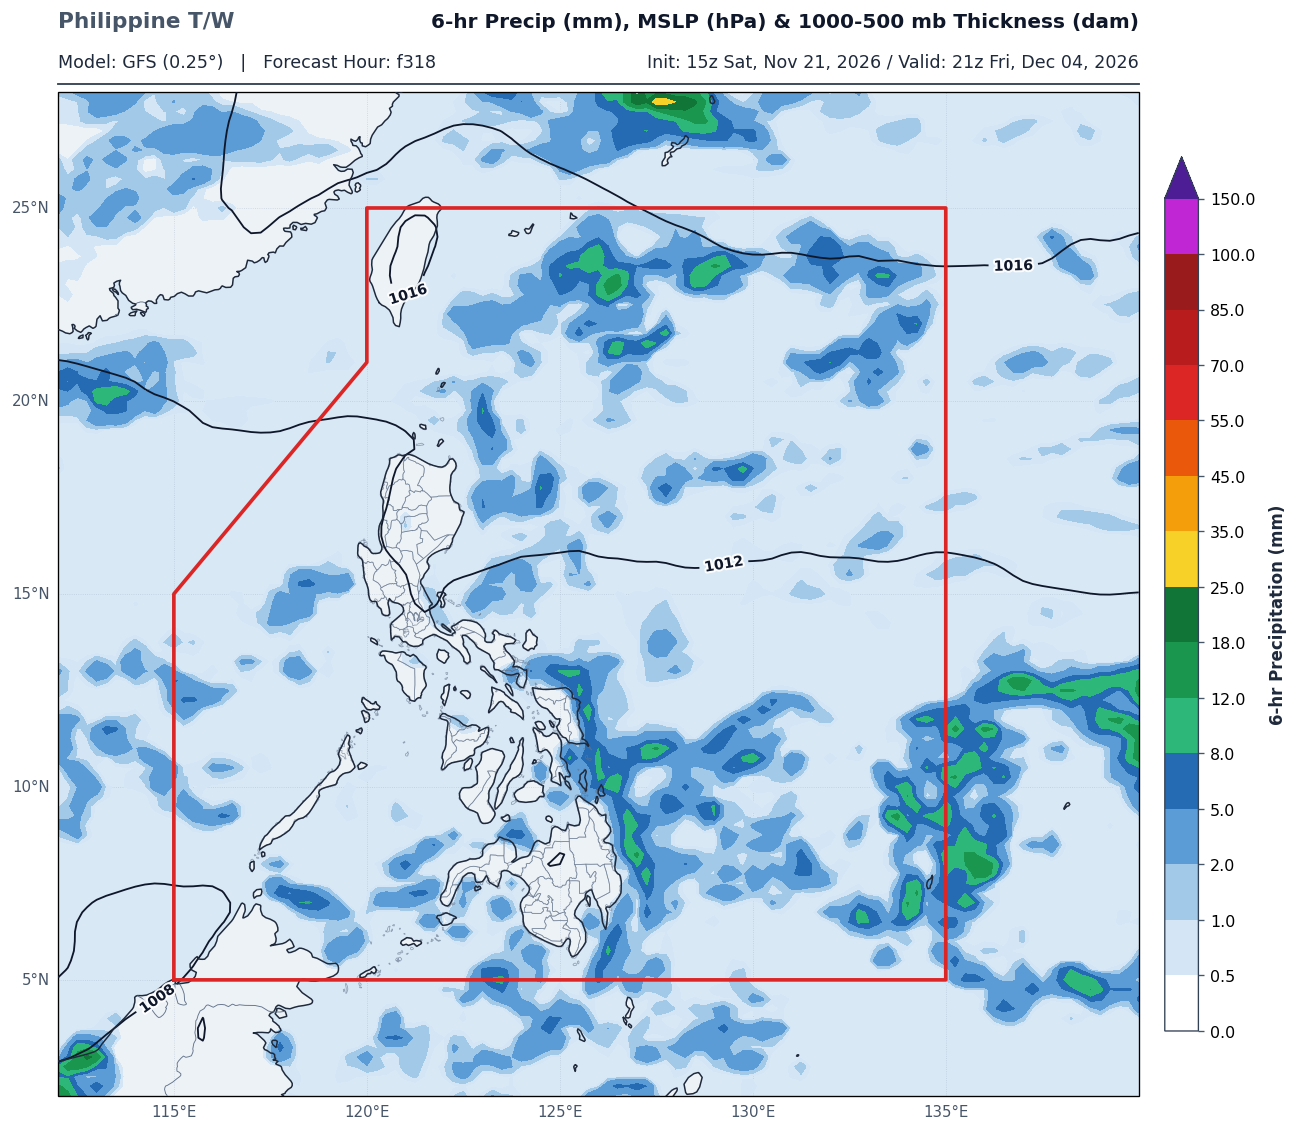 Philippine T/W
6-hr Precip (mm), MSLP (hPa) & 1000-500 mb Thickness (dam)
Model: GFS (0.25°) | Forecast Hour: f318
Init: 15z Sat, Nov 21, 2026 / Valid: 21z Fri, Dec 04, 2026
25°N
20°N
15°N
10°N
5°N
1016
1016
1012
1008
115°E
120°E
125°E
130°E
135°E
150.0
100.0
85.0
70.0
55.0
45.0
35.0
25.0
18.0
12.0
8.0
5.0
2.0
1.0
0.5
0.0
6-hr Precipitation (mm)